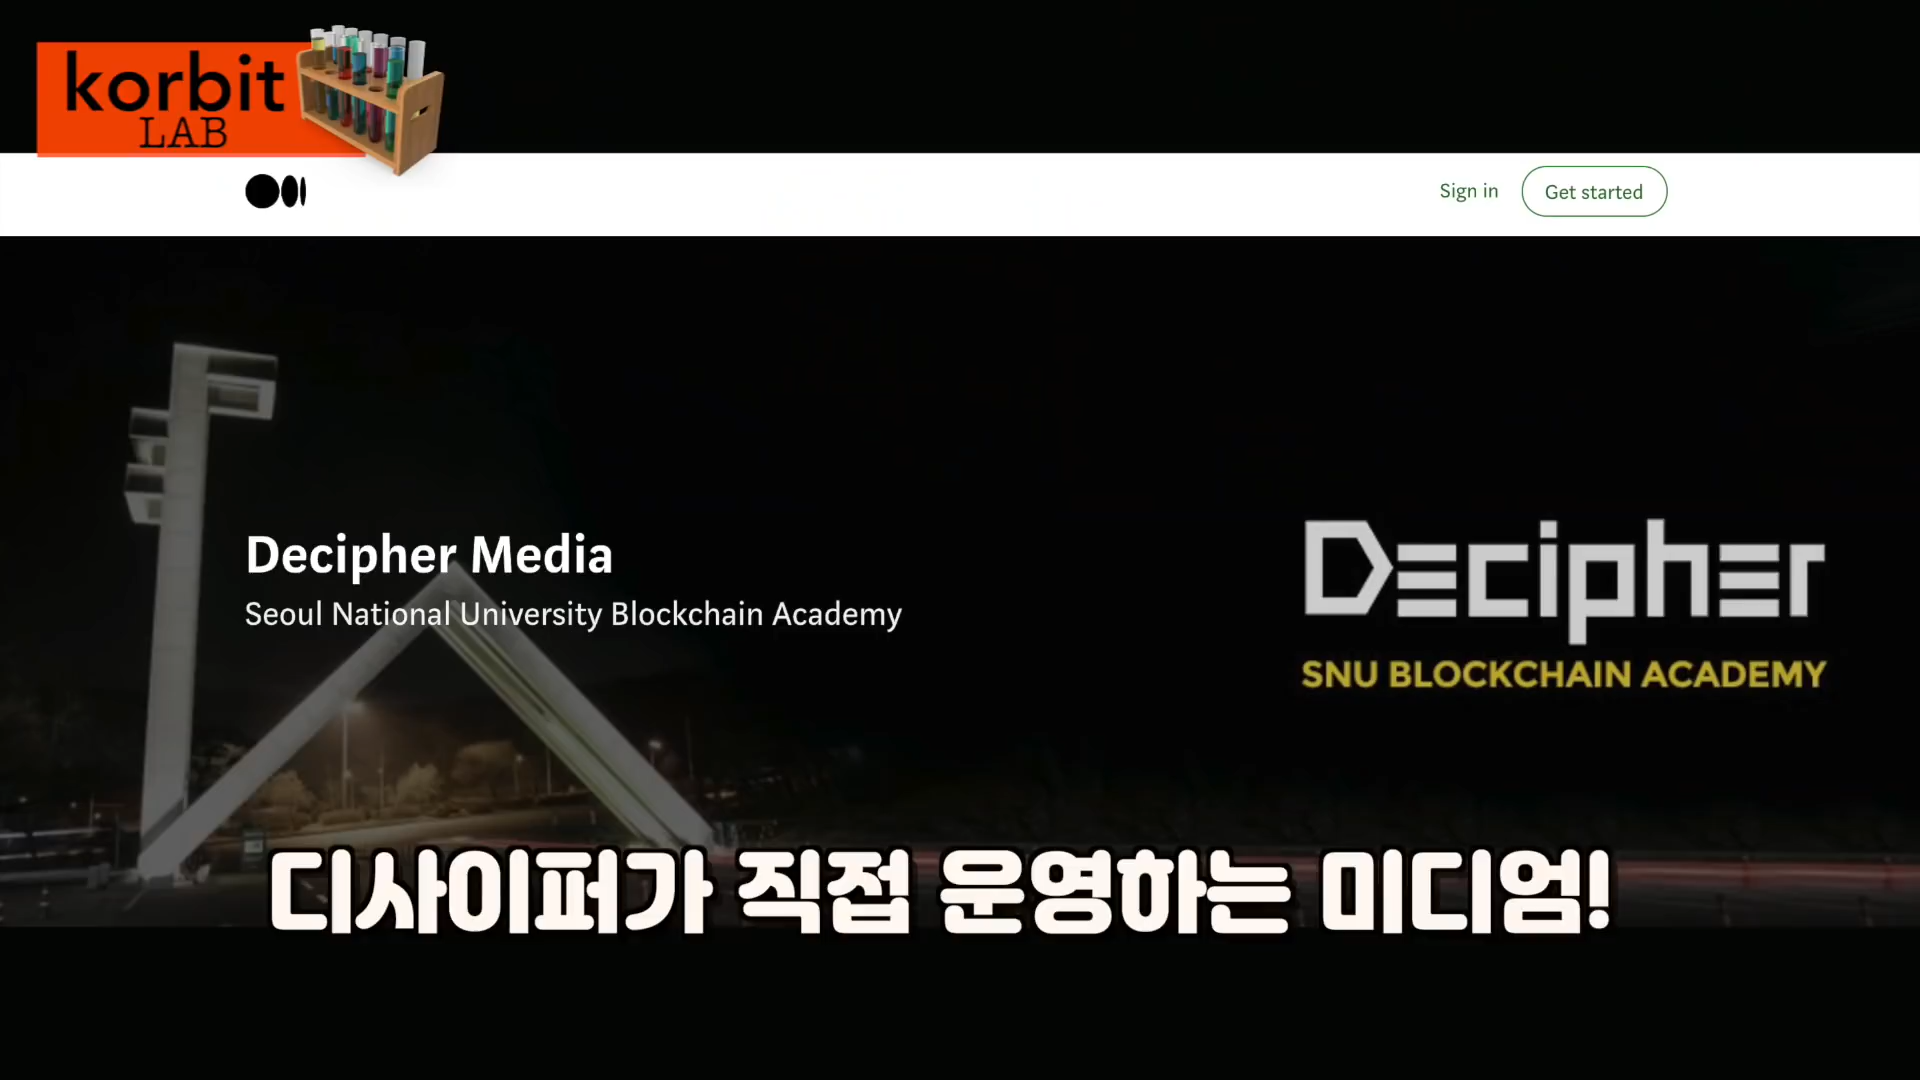 korbit
LAB
Sign in
Get started
Decipher Media
Seoul National University Blockchain Academy
Decipher
SNU BLOCKCHAIN ACADEMY
디사이퍼가 직접 운영하는 미디엄!